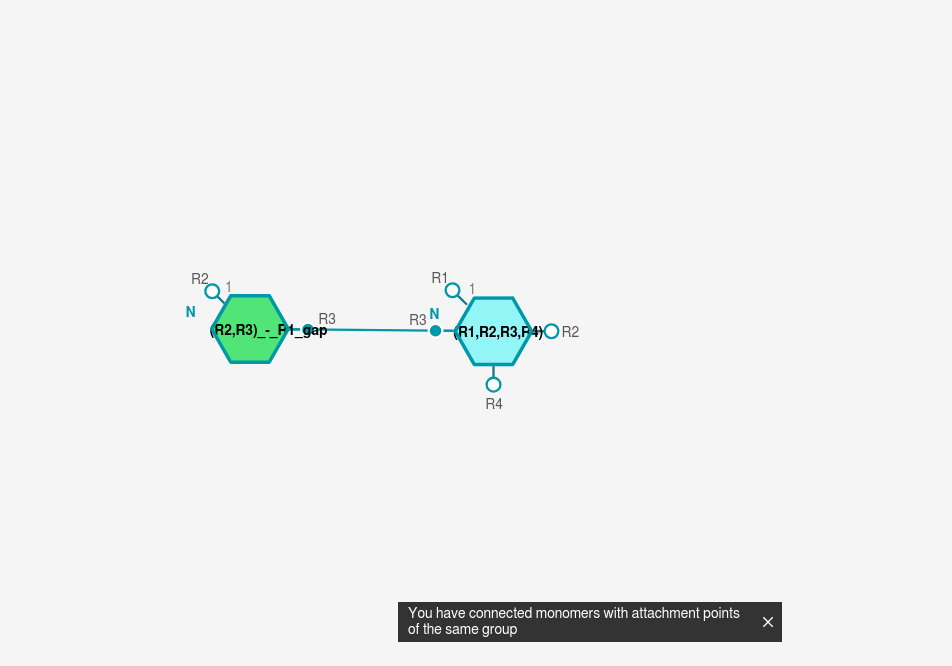 R2
1
N
(R2,R3)_-_R1_gap
R3
R1
1
N
R3
(R1,R2,R3,R4)
R2
R4
You have connected monomers with attachment points
of the same group